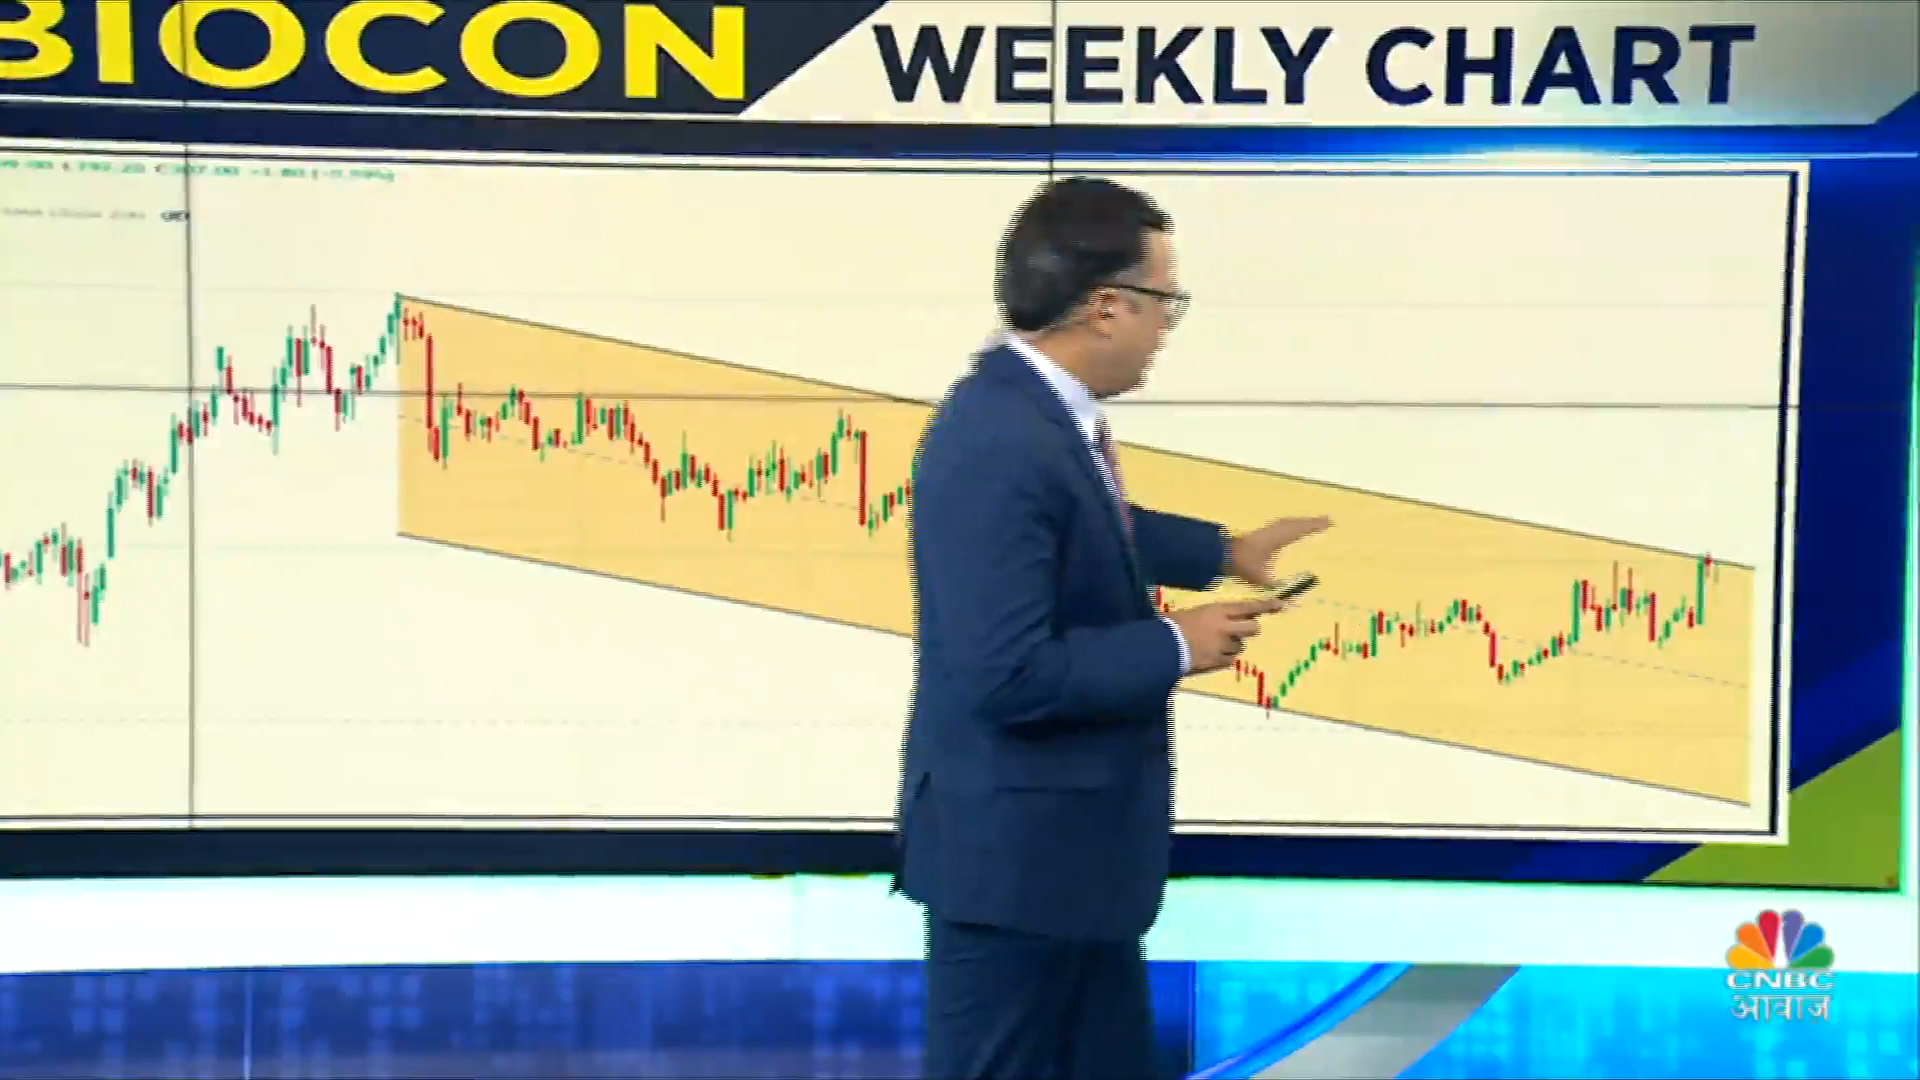 BIOCON
WEEKLY CHART
CNBC
आवाज़